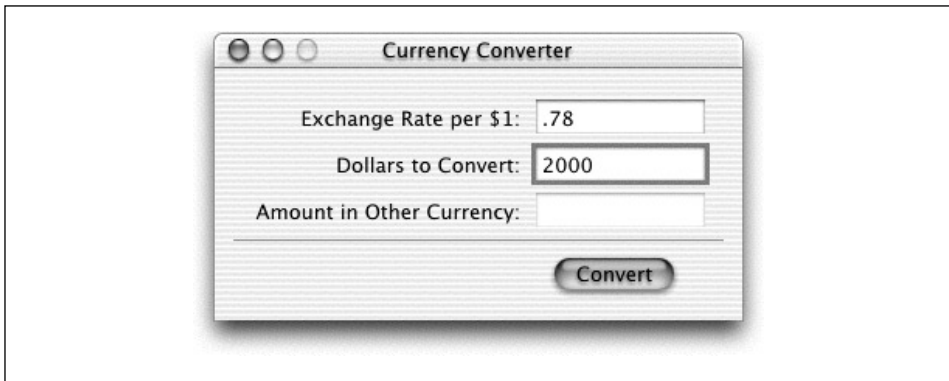 Currency Converter
Exchange Rate per $1: .78
Dollars to Convert: 2000
Amount in Other Currency:
Convert